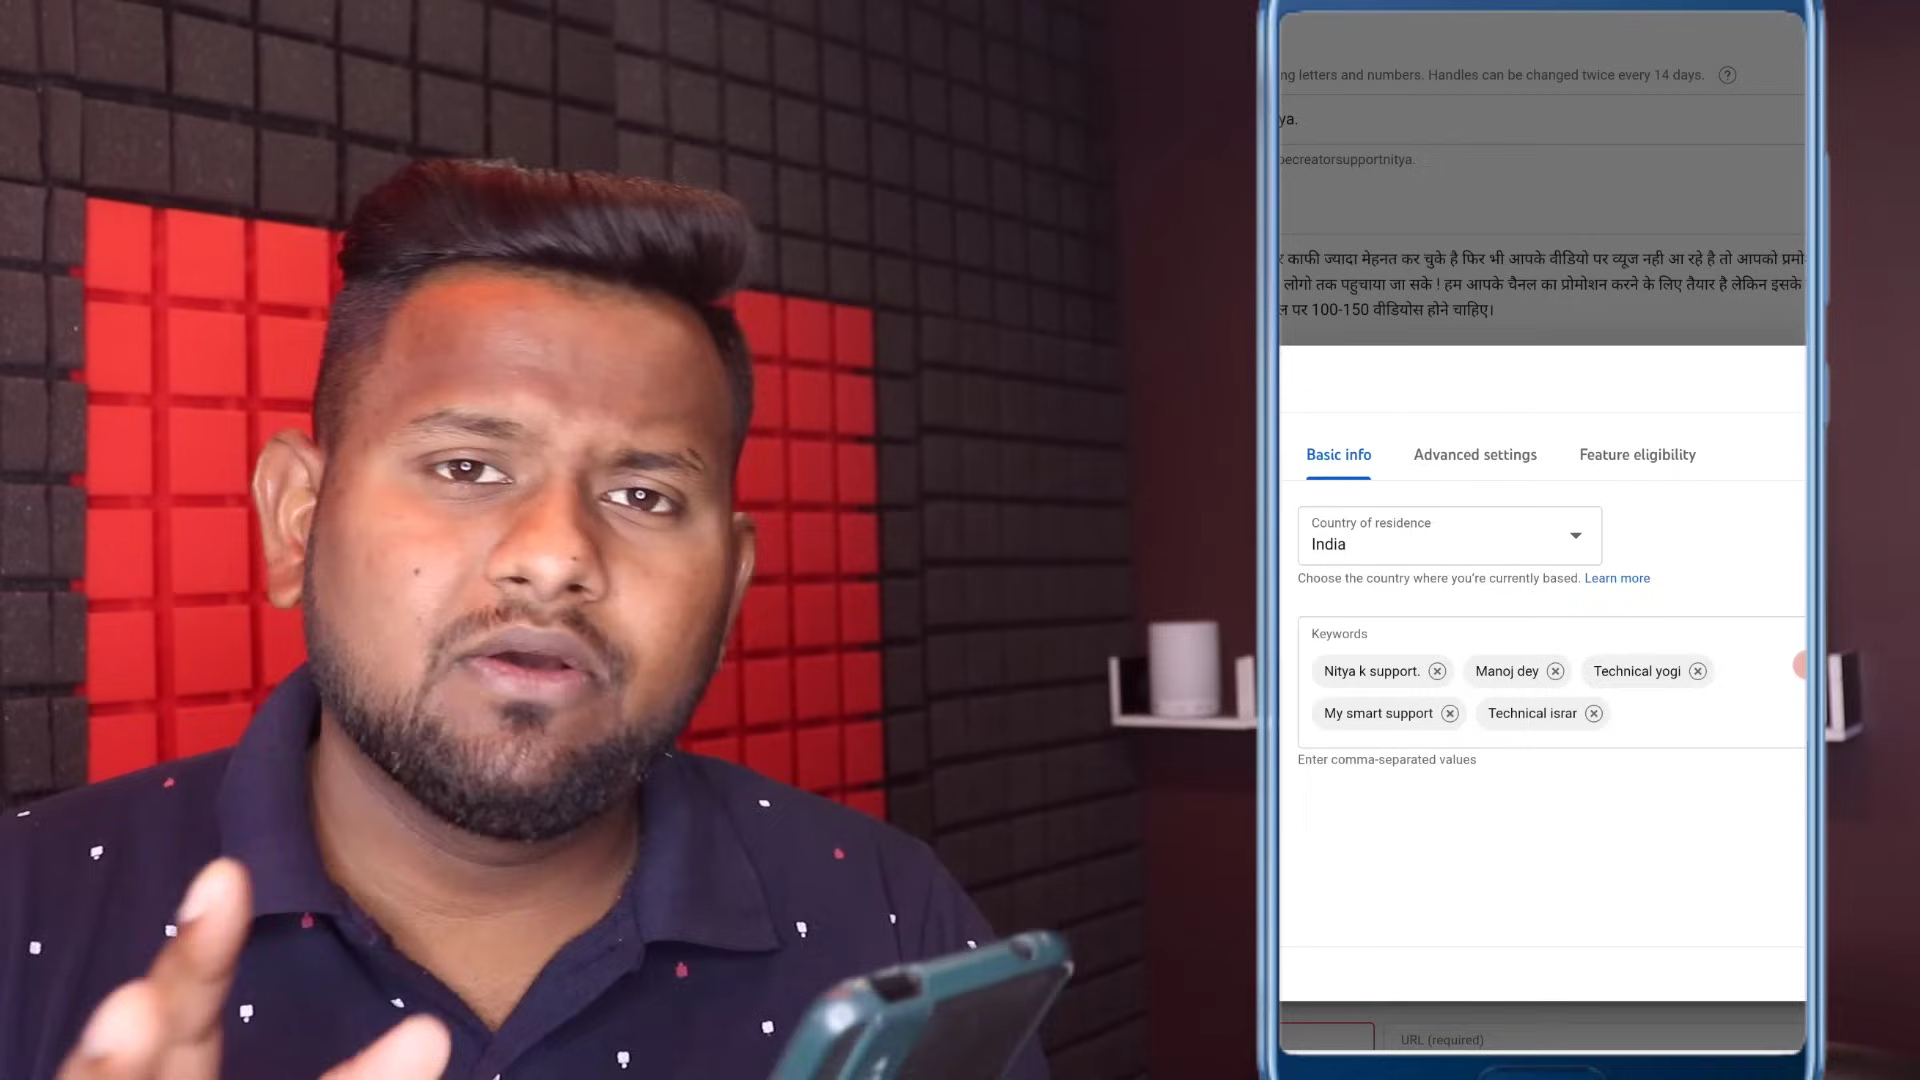 ng letters and numbers. Handles can be changed twice every 14 days.
ya.
ecreatorsupportnitya.
काफी ज्यादा मेहनत कर चुके है फिर भी आपके वीडियो पर व्यूज नही आ रहे है तो आपको प्रमो
लोगो तक पहुचाया जा सके ! हम आपके चैनल का प्रोमोशन करने के लिए तैयार है लेकिन इसके
ल पर 100-150 वीडियोस होने चाहिए।
Basic info Advanced settings Feature eligibility
Country of residence
India
Choose the country where you're currently based. Learn more
Keywords
Nitya k support. Manoj dey Technical yogi
My smart support Technical israr
Enter comma-separated values
URL (required)